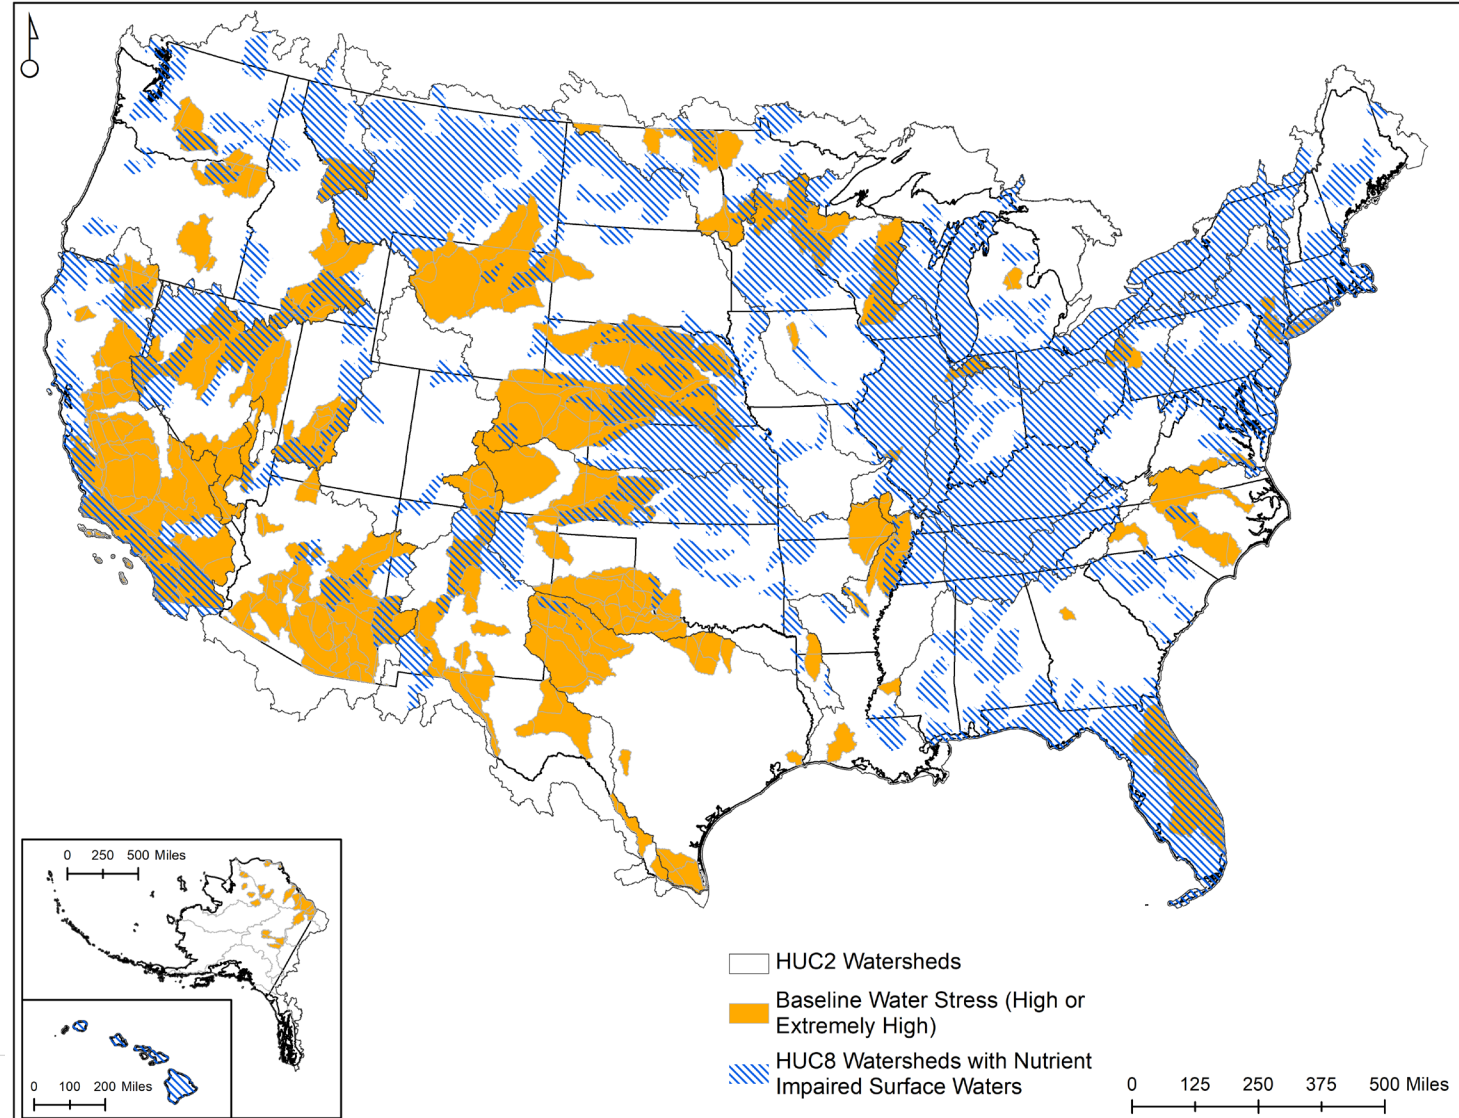 0 250 500 Miles
0 100 200 Miles
HUC2 Watersheds
Baseline Water Stress (High or
Extremely High)
HUC8 Watersheds with Nutrient
Impaired Surface Waters
0 125 250 375 500 Miles